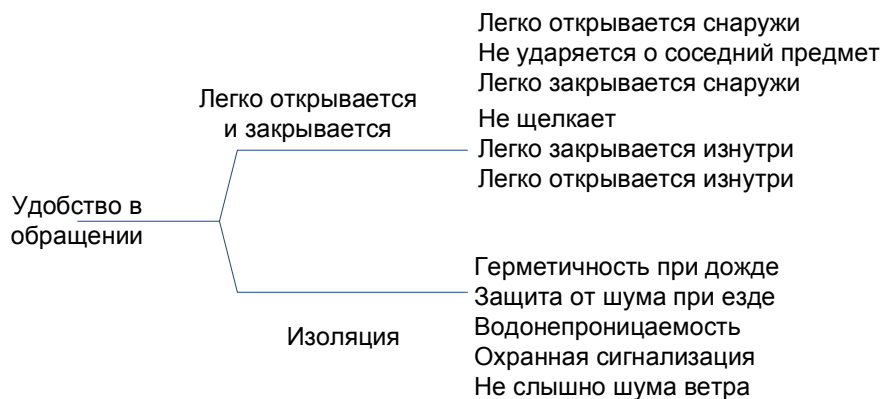 Легко открывается снаружи
Не ударяется о соседний предмет
Легко закрывается снаружи
Легко открывается
и закрывается
Не щелкает
Легко закрывается изнутри
Легко открывается изнутри
Удобство в
обращении
Герметичность при дожде
Защита от шума при езде
Изоляция
Водонепроницаемость
Охранная сигнализация
Не слышно шума ветра